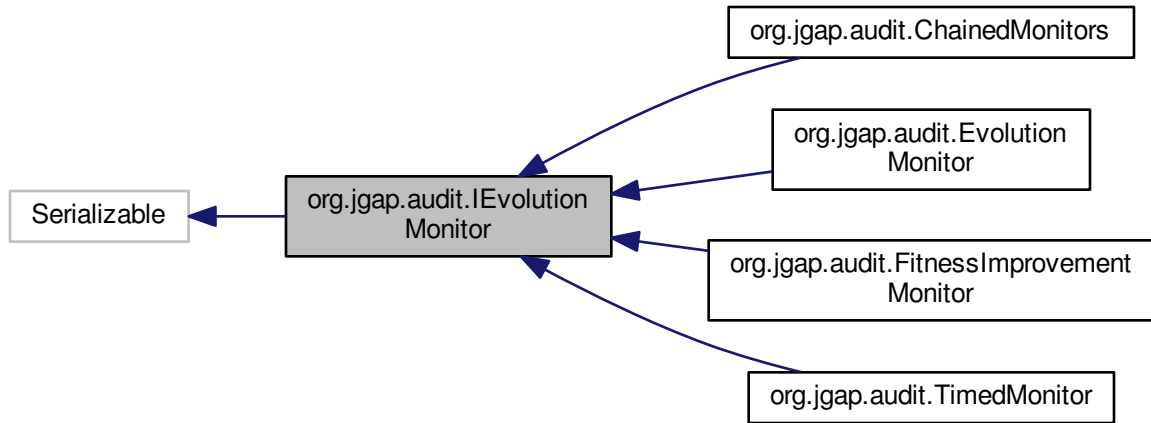 Serializable
org.jgap.audit.IEvolution
Monitor
org.jgap.audit.ChainedMonitors
org.jgap.audit.Evolution
Monitor
org.jgap.audit.FitnessImprovement
Monitor
org.jgap.audit.TimedMonitor